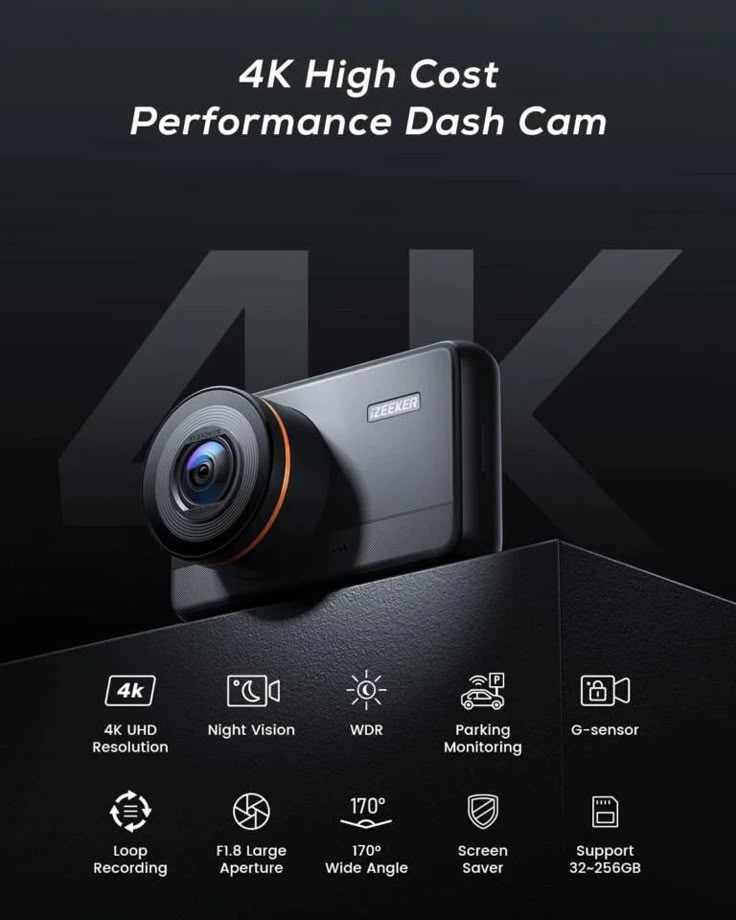 4K High Cost
Performance Dash Cam
4K
iZEEKER
4k
P
4K UHD
Resolution
Night Vision
WDR
Parking
Monitoring
G-sensor
170°
Loop
Recording
F1.8 Large
Aperture
170°
Wide Angle
Screen
Saver
Support
32~256GB